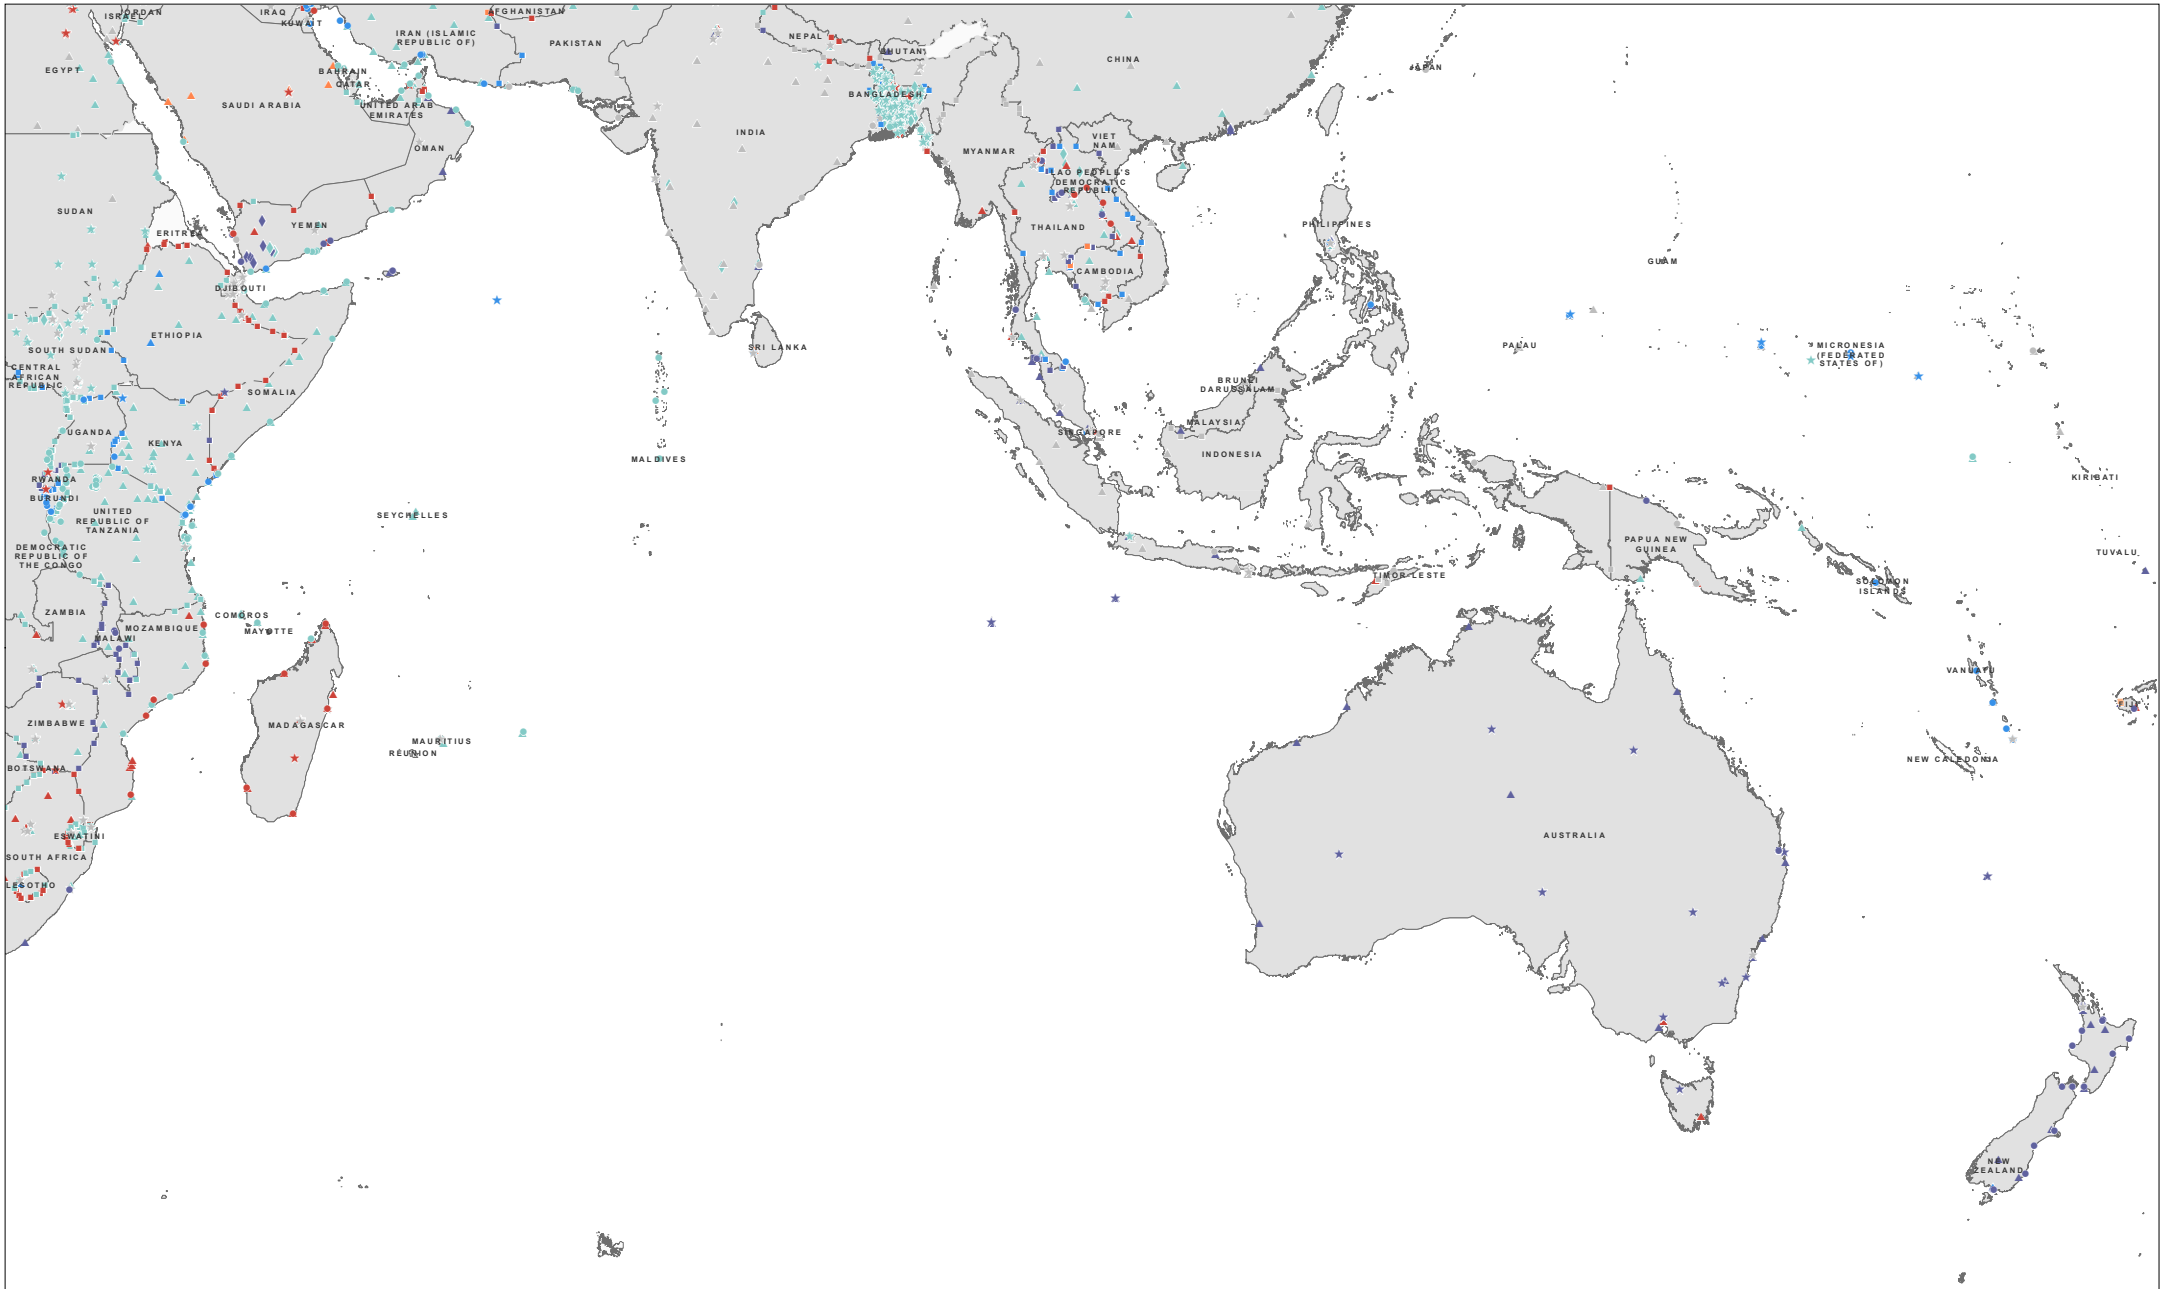 ISRAEL
JORDAN
IRAQ
KUWAIT
IRAN (ISLAMIC
REPUBLIC OF)
AFGHANISTAN
PAKISTAN
NEPAL
BHUTAN
CHINA
JAPAN
EGYPT
BAHRAIN
QATAR
SAUDI ARABIA
UNITED ARAB
EMIRATES
OMAN
BANGLADESH
INDIA
MYANMAR
VIET
NAM
LAO PEOPLE'S
DEMOCRATIC
REPUBLIC
SUDAN
ERITREA
YEMEN
THAILAND
PHILIPPINES
CAMBODIA
GUAM
DJIBOUTI
ETHIOPIA
SOUTH SUDAN
SRI LANKA
PALAU
MICRONESIA
(FEDERATED
STATES OF)
CENTRAL
AFRICAN
REPUBLIC
SOMALIA
BRUNEI
DARUSSALAM
UGANDA
KENYA
MALAYSIA
SINGAPORE
INDONESIA
MALDIVES
RWANDA
BURUNDI
KIRIBATI
UNITED
REPUBLIC OF
TANZANIA
SEYCHELLES
DEMOCRATIC
REPUBLIC OF
THE CONGO
PAPUA NEW
GUINEA
TUVALU
TIMOR-LESTE
SOLOMON
ISLANDS
ZAMBIA
COMOROS
MAYOTTE
MALAWI
MOZAMBIQUE
VANUATU
FIJI
ZIMBABWE
MADAGASCAR
MAURITIUS
RÉUNION
NEW CALEDONIA
BOTSWANA
ESWATINI
AUSTRALIA
SOUTH AFRICA
LESOTHO
NEW
ZEALAND